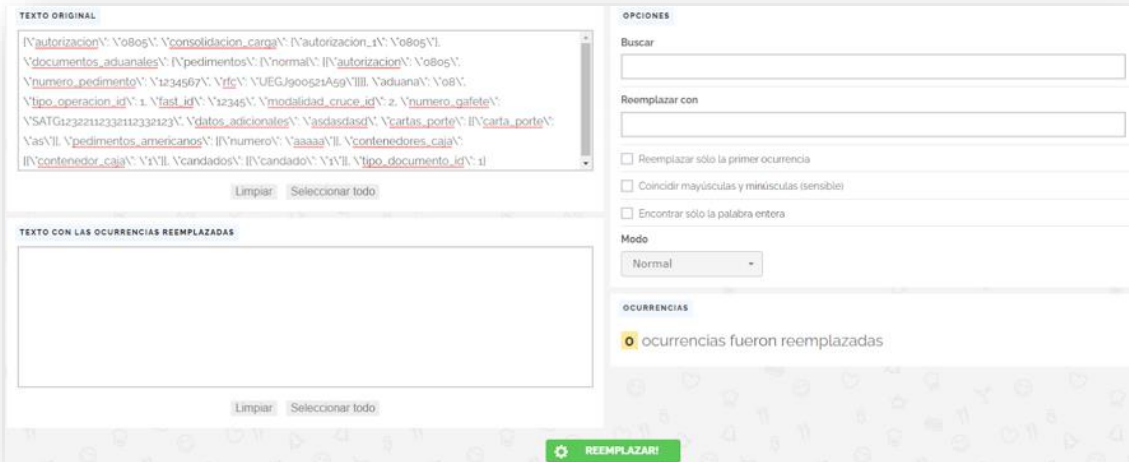 TEXTO ORIGINAL
{\"autorizacion\": \"0805\", \"consolidacion_carga\": {\"autorizacion_1\": \"0805\"},
\"documentos_aduanales\": {\"pedimentos\": {\"normal\": [{\"autorizacion\": \"0805\",
\"numero_pedimento\": \"1234567\", \"rfc\": \"UEGJ900521A59\"}]}}, \"aduana\": \"08\",
\"tipo_operacion_id\": 1, \"fast_id\": \"12345\", \"modalidad_cruce_id\": 2, \"numero_gafete\":
\"SATG12322112332112332123\", \"datos_adicionales\": \"asdasdasd\", \"cartas_porte\": [{\"carta_porte\":
\"as\"}], \"pedimentos_americanos\": [{\"numero\": \"aaaaa\"}], \"contenedores_caja\":
[{\"contenedor_caja\": \"1\"}], \"candados\": [{\"candado\": \"1\"}], \"tipo_documento_id\": 1}
Limpiar Seleccionar todo
TEXTO CON LAS OCURRENCIAS REEMPLAZADAS
Limpiar Seleccionar todo
OPCIONES
Buscar
Reemplazar con
Reemplazar sólo la primer ocurrencia
Coincidir mayúsculas y minúsculas (sensible)
Encontrar sólo la palabra entera
Modo
Normal
OCURRENCIAS
0 ocurrencias fueron reemplazadas
REEMPLAZAR!